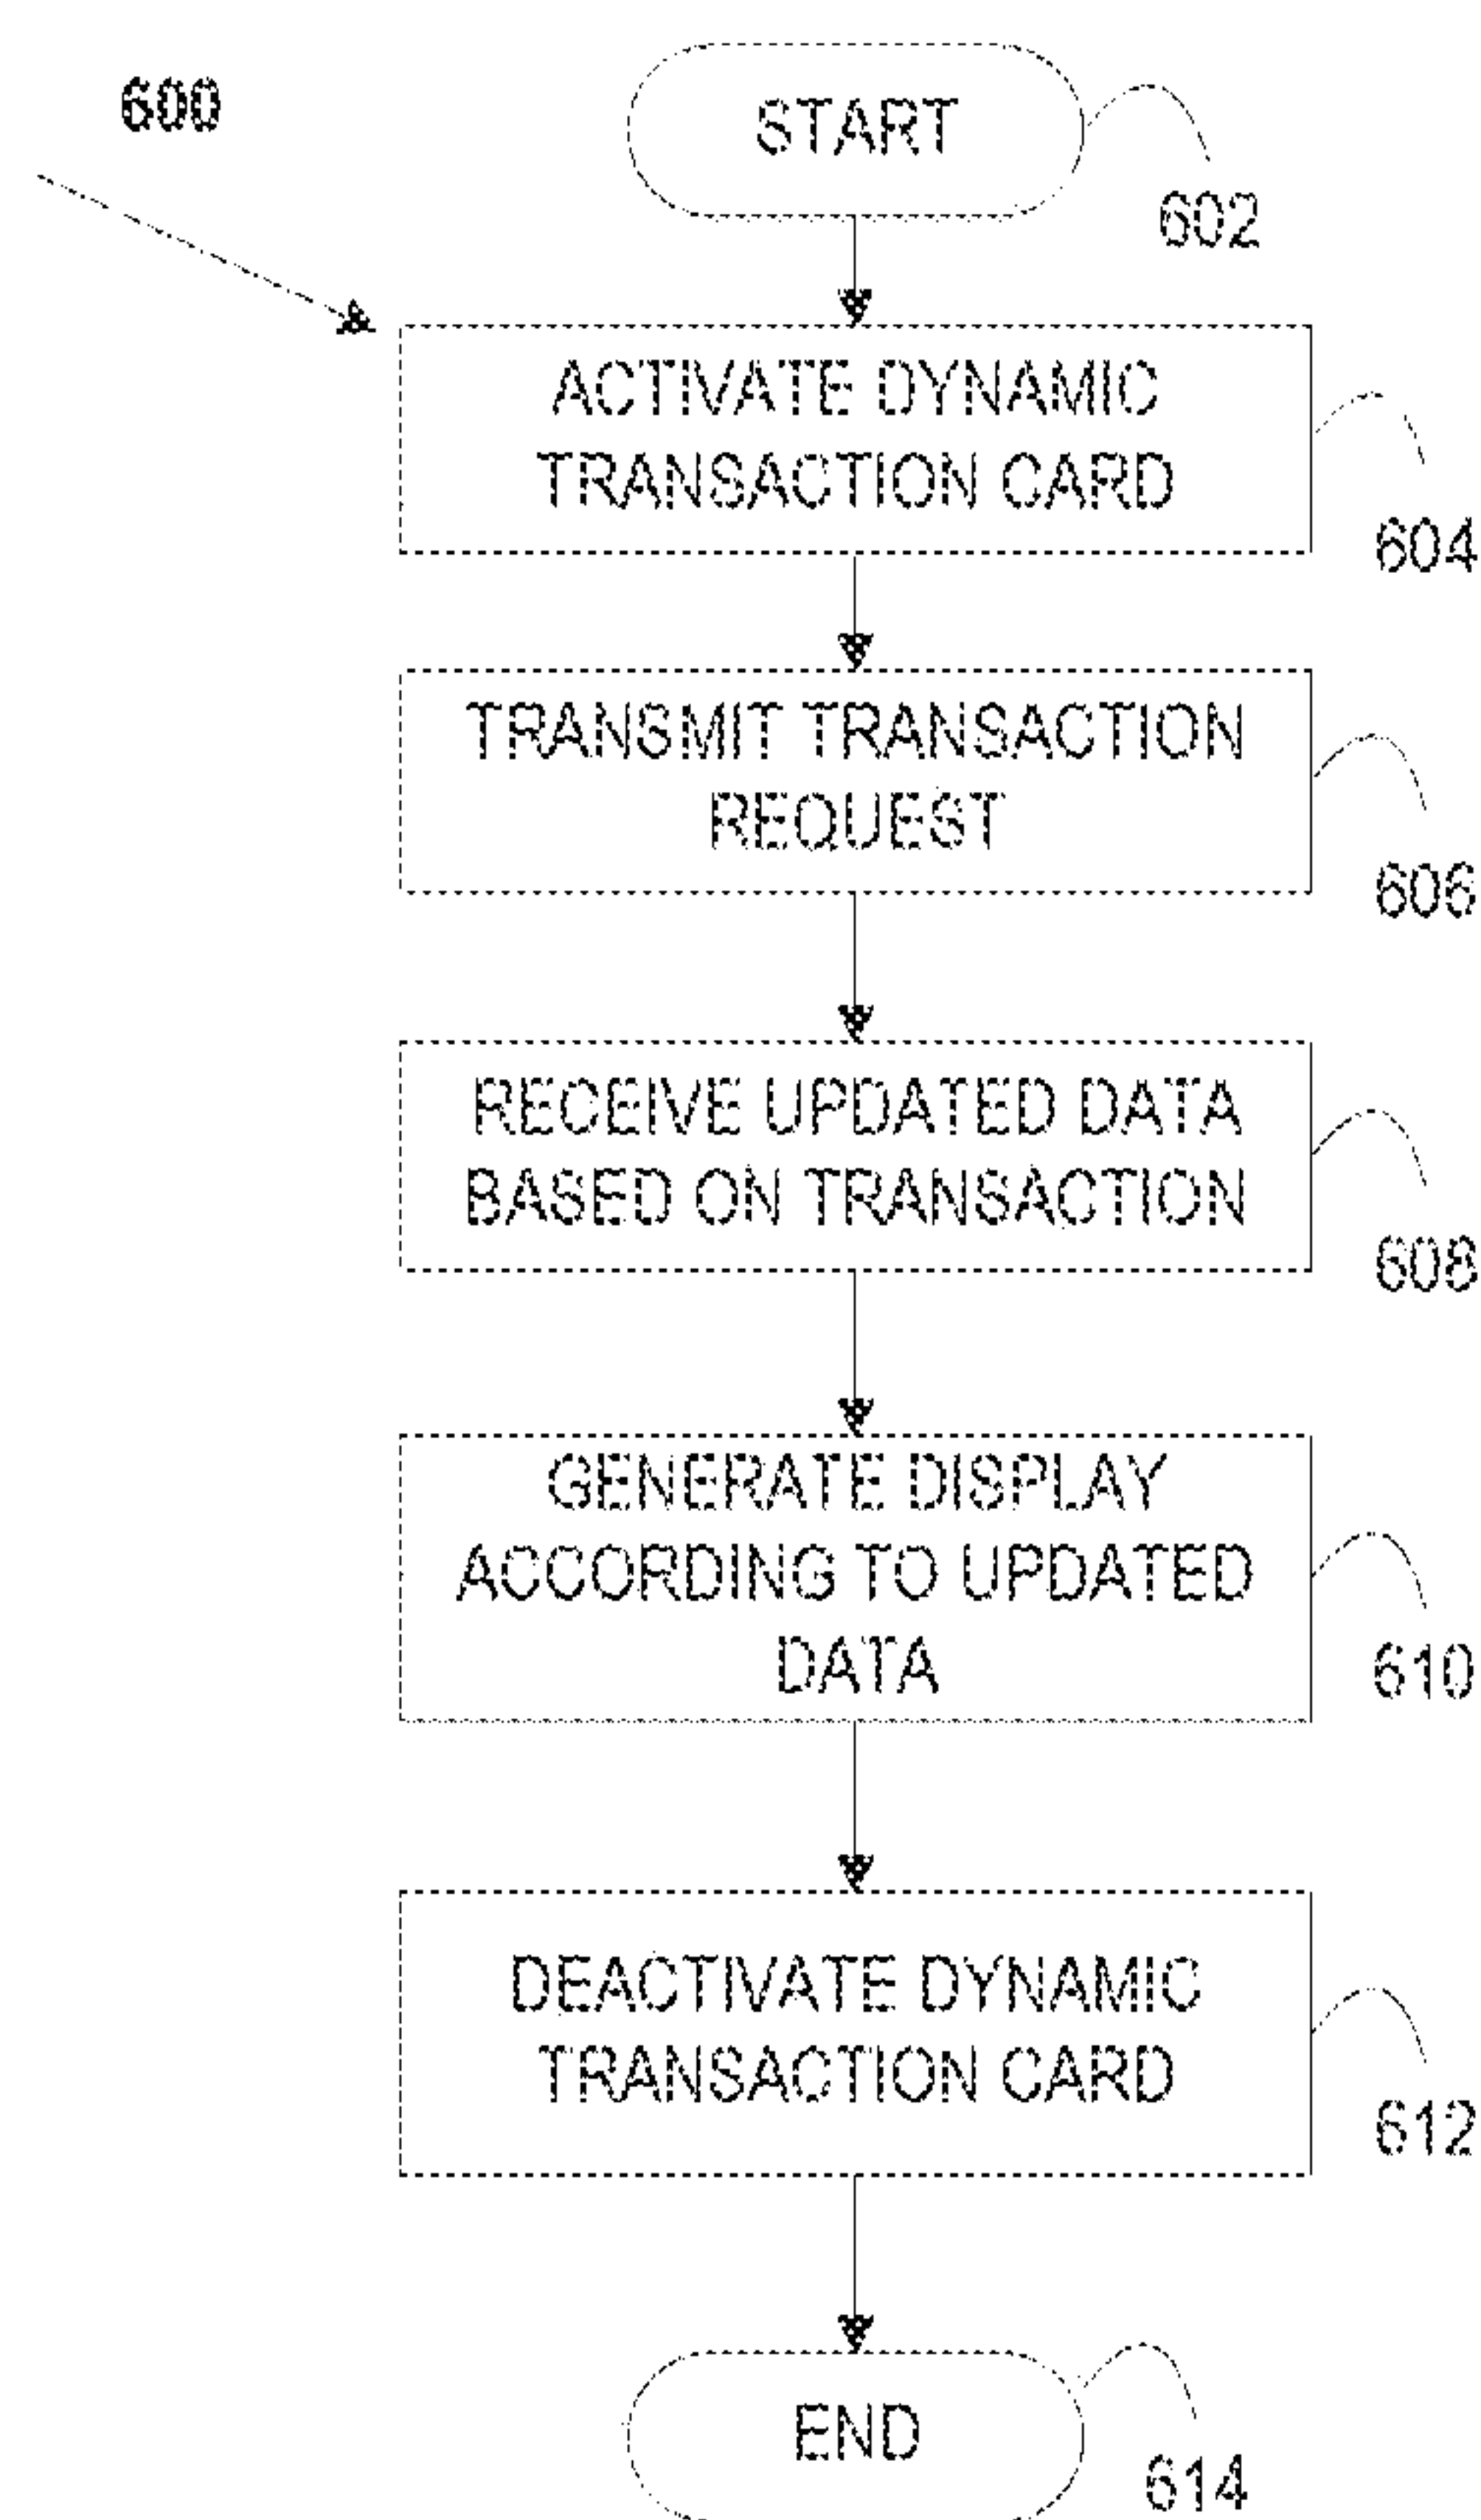 600
START
602
ACTIVATE DYNAMIC
TRANSACTION CARD
604
TRANSMIT TRANSACTION
REQUEST
606
RECEIVE UPDATED DATA
BASED ON TRANSACTION
608
GENERATE DISPLAY
ACCORDING TO UPDATED
DATA
610
DEACTIVATE DYNAMIC
TRANSACTION CARD
612
END
614